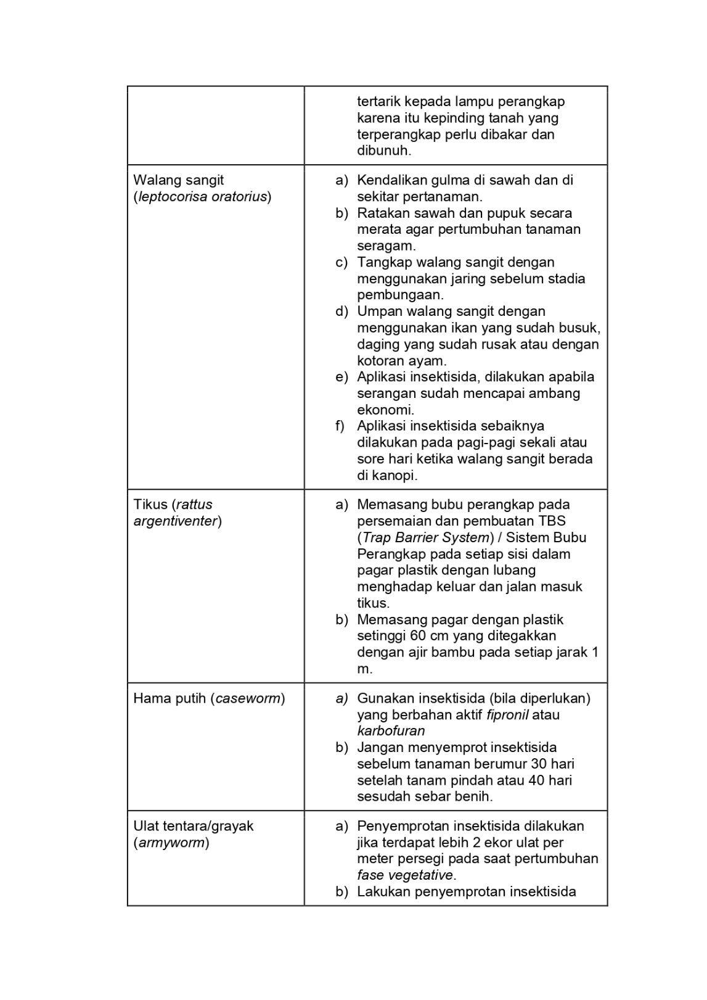 tertarik kepada lampu perangkap
karena itu kepinding tanah yang
terperangkap perlu dibakar dan
dibunuh.
Walang sangit
(leptocorisa oratorius)
a) Kendalikan gulma di sawah dan di
sekitar pertanaman.
b) Ratakan sawah dan pupuk secara
merata agar pertumbuhan tanaman
seragam.
c) Tangkap walang sangit dengan
menggunakan jaring sebelum stadia
pembungaan.
d) Umpan walang sangit dengan
menggunakan ikan yang sudah busuk,
daging yang sudah rusak atau dengan
kotoran ayam.
e) Aplikasi insektisida, dilakukan apabila
serangan sudah mencapai ambang
ekonomi.
f) Aplikasi insektisida sebaiknya
dilakukan pada pagi-pagi sekali atau
sore hari ketika walang sangit berada
di kanopi.
Tikus (rattus
argentiventer)
a) Memasang bubu perangkap pada
persemaian dan pembuatan TBS
(Trap Barrier System) / Sistem Bubu
Perangkap pada setiap sisi dalam
pagar plastik dengan lubang
menghadap keluar dan jalan masuk
tikus.
b) Memasang pagar dengan plastik
setinggi 60 cm yang ditegakkan
dengan ajir bambu pada setiap jarak 1
m.
Hama putih (caseworm)
a) Gunakan insektisida (bila diperlukan)
yang berbahan aktif fipronil atau
karbofuran
b) Jangan menyemprot insektisida
sebelum tanaman berumur 30 hari
setelah tanam pindah atau 40 hari
sesudah sebar benih.
Ulat tentara/grayak
(armyworm)
a) Penyemprotan insektisida dilakukan
jika terdapat lebih 2 ekor ulat per
meter persegi pada saat pertumbuhan
fase vegetative.
b) Lakukan penyemprotan insektisida